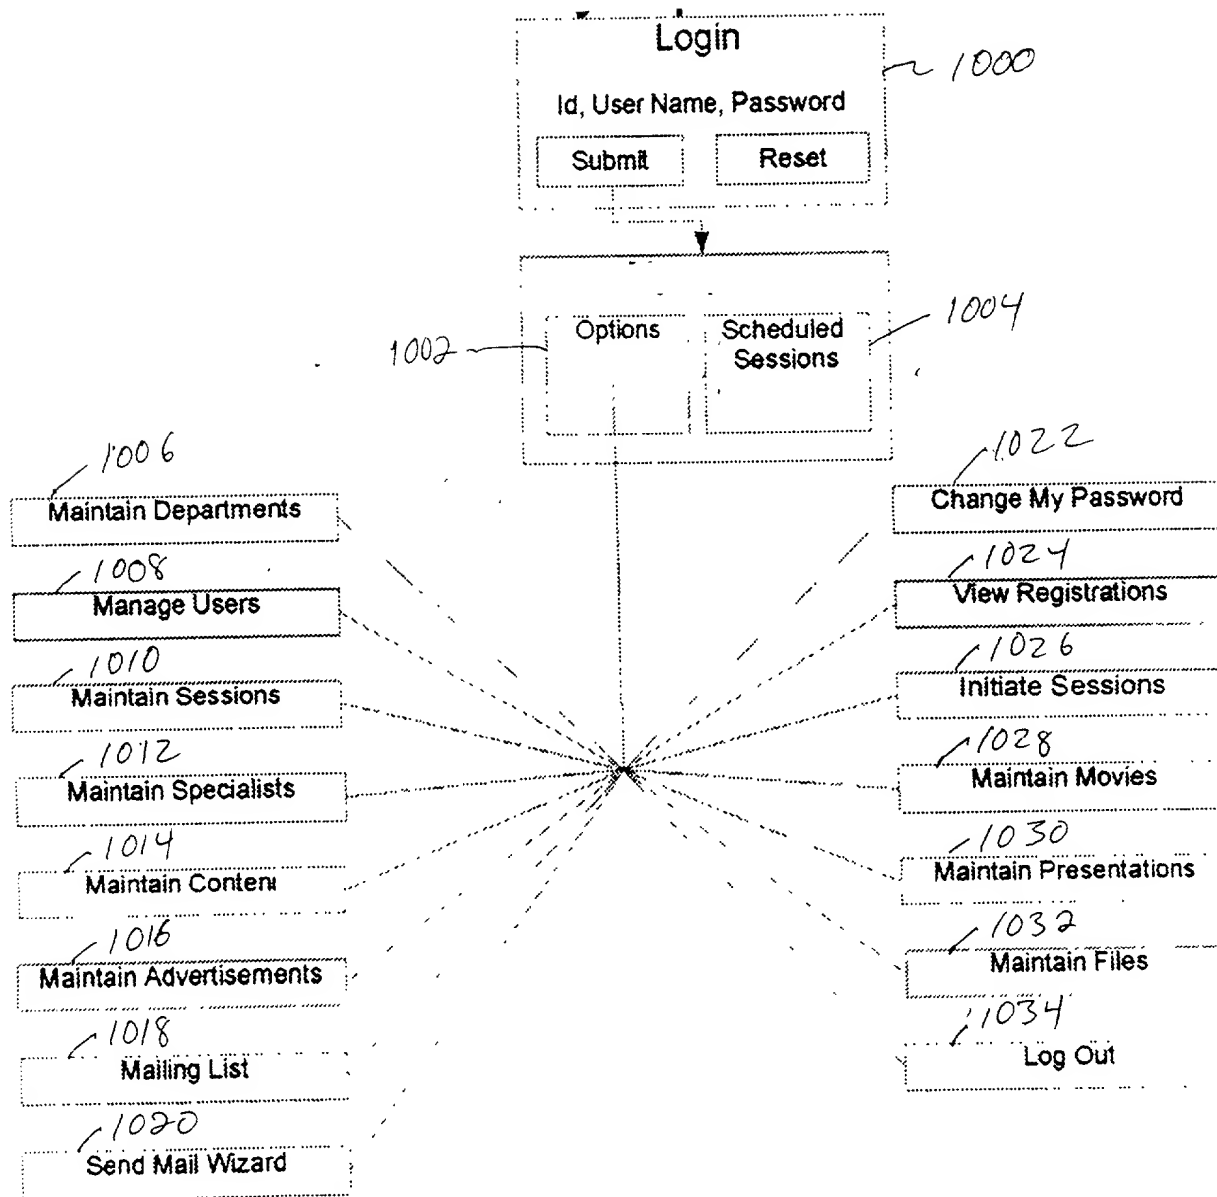 Login
1000
Id, User Name, Password
Submit
Reset
1002
Options
Scheduled
Sessions
1004
1006
Maintain Departments
1008
Manage Users
1010
Maintain Sessions
1012
Maintain Specialists
1014
Maintain Content
1016
Maintain Advertisements
1018
Mailing List
1020
Send Mail Wizard
1022
Change My Password
1024
View Registrations
1026
Initiate Sessions
1028
Maintain Movies
1030
Maintain Presentations
1032
Maintain Files
1034
Log Out